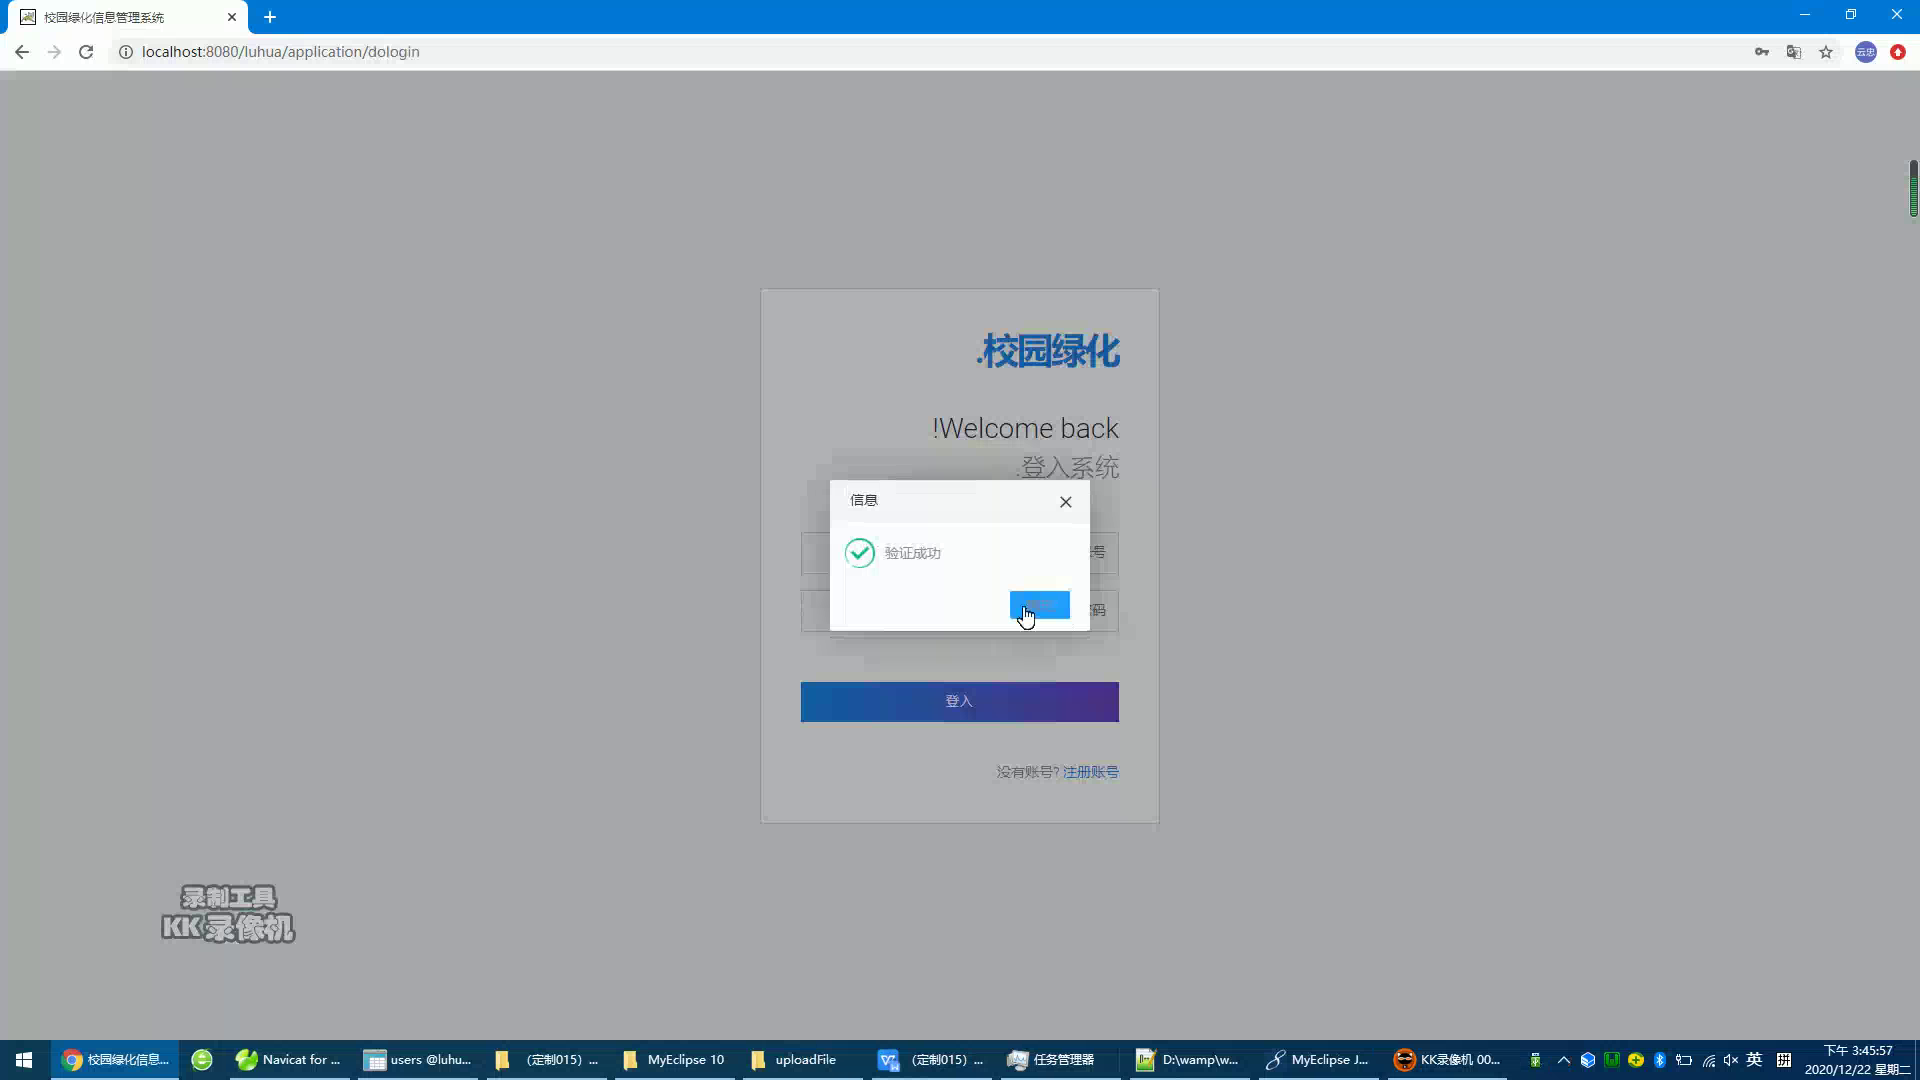 校园绿化信息管理系统
localhost:8080/luhua/application/dologin
云忠
.校园绿化
!Welcome back
.登入系统
信息
验证成功
号
码
登入
没有账号? 注册账号
录制工具
KK 录像机
校园绿化信息...
Navicat for ...
users @luhu...
(定制015) ...
MyEclipse 10
uploadFile
(定制015) ...
任务管理器
D:\wamp\w...
MyEclipse J...
KK录像机 00...
英
拼
下午 3:45:57
2020/12/22 星期二